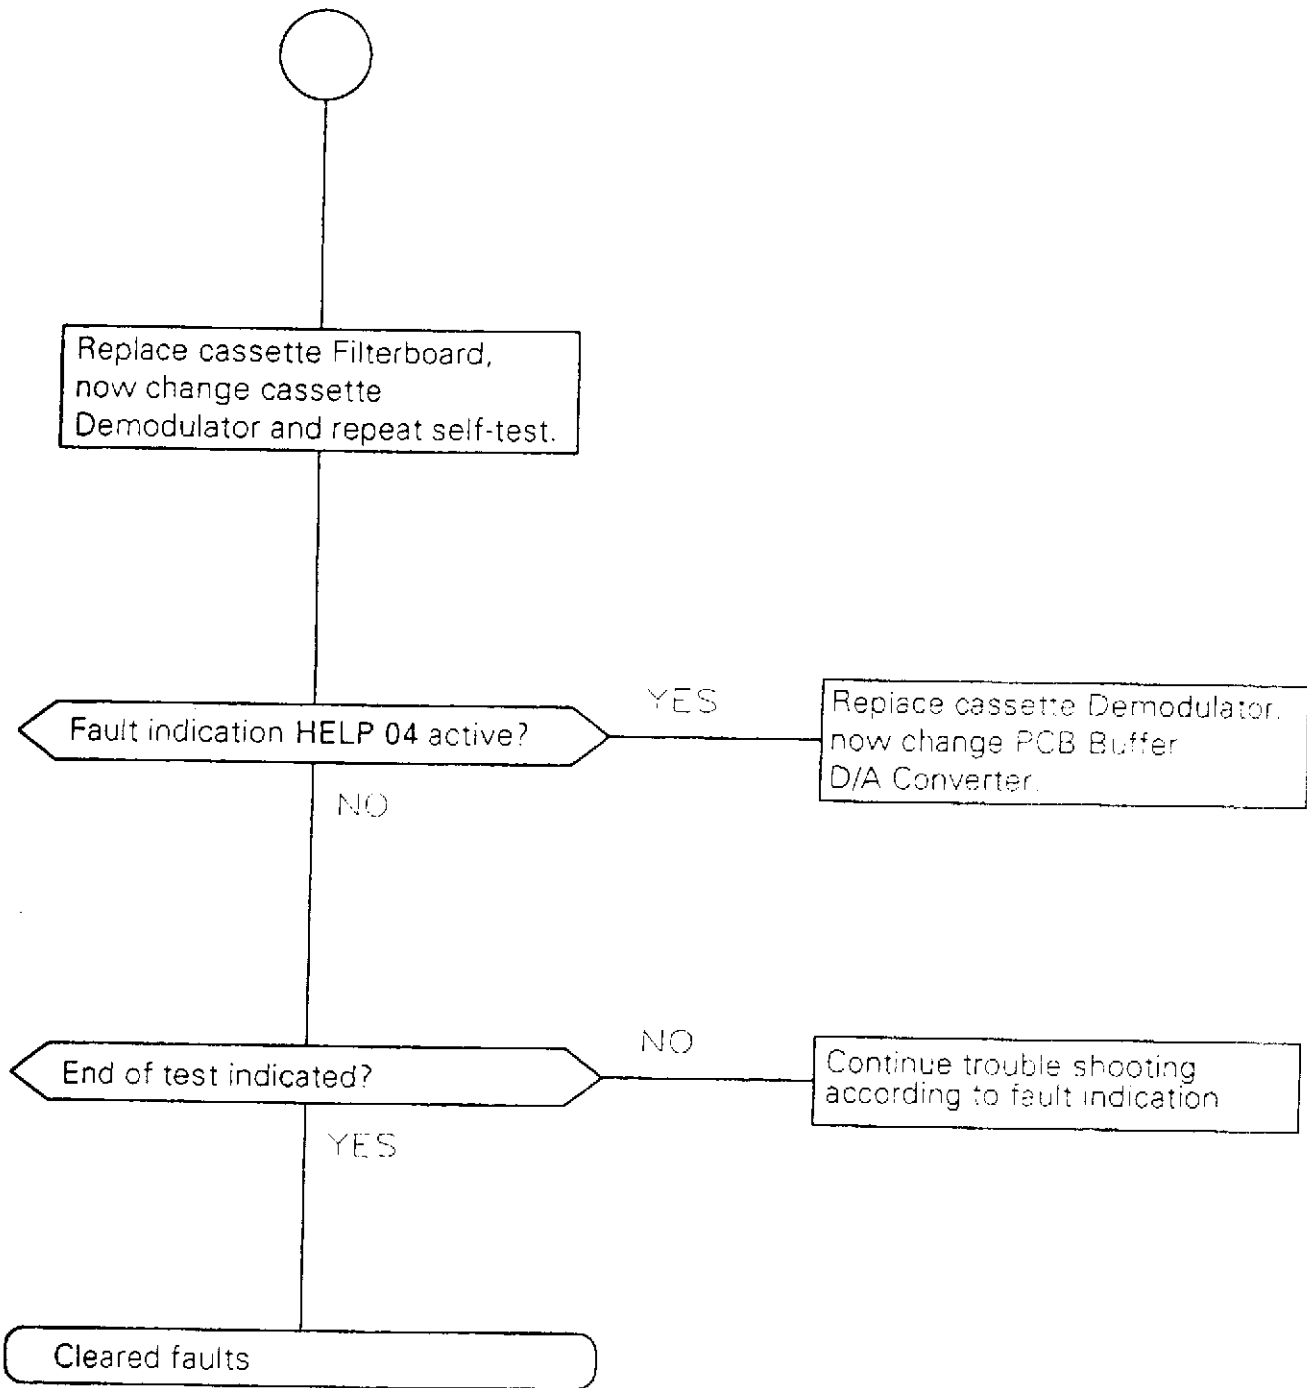 Replace cassette Filterboard,
now change cassette
Demodulator and repeat self-test.
Fault indication HELP 04 active?
YES
Replace cassette Demodulator.
now change PCB Buffer
D/A Converter.
NO
End of test indicated?
NO
Continue trouble shooting
according to fault indication
YES
Cleared faults